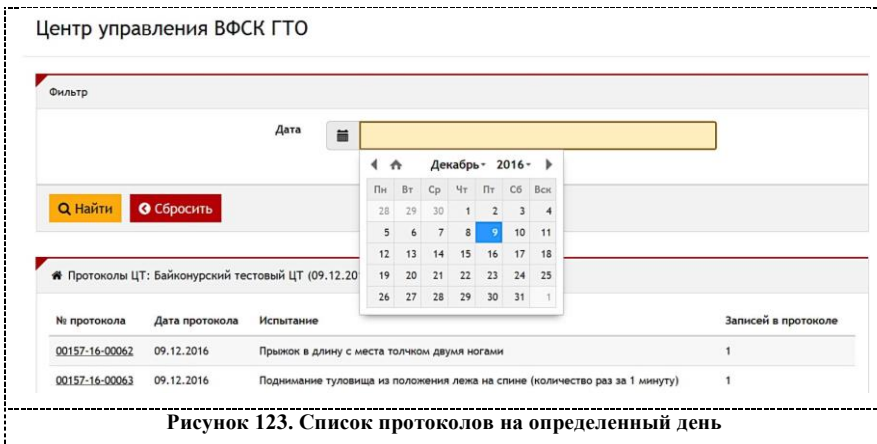 Центр управления ВФСК ГТО
Фильтр
Дата
Декабрь 2016
Пн Вт Ср Чт Пт Сб Вск
28 29 30 1 2 3 4
5 6 7 8 9 10 11
12 13 14 15 16 17 18
19 20 21 22 23 24 25
26 27 28 29 30 31 1
Найти Сбросить
Протоколы ЦТ: Байконурский тестовый ЦТ (09.12.20
№ протокола Дата протокола Испытание Записей в протоколе
00157-16-00062 09.12.2016 Прыжок в длину с места толчком двумя ногами 1
00157-16-00063 09.12.2016 Поднимание туловища из положения лежа на спине (количество раз за 1 минуту) 1
Рисунок 123. Список протоколов на определенный день